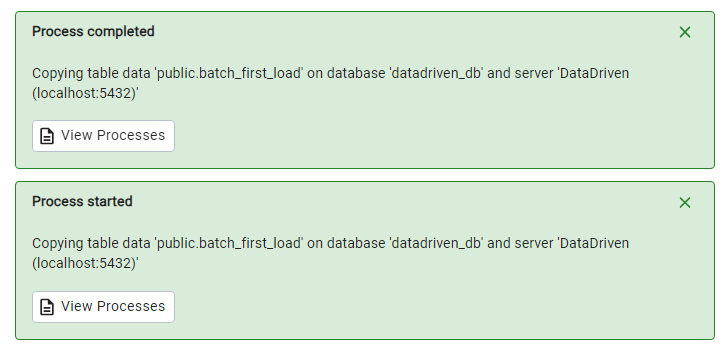 Process completed
Copying table data 'public.batch_first_load' on database 'datadriven_db' and server 'DataDriven
(localhost:5432)'
View Processes
Process started
Copying table data 'public.batch_first_load' on database 'datadriven_db' and server 'DataDriven
(localhost:5432)'
View Processes